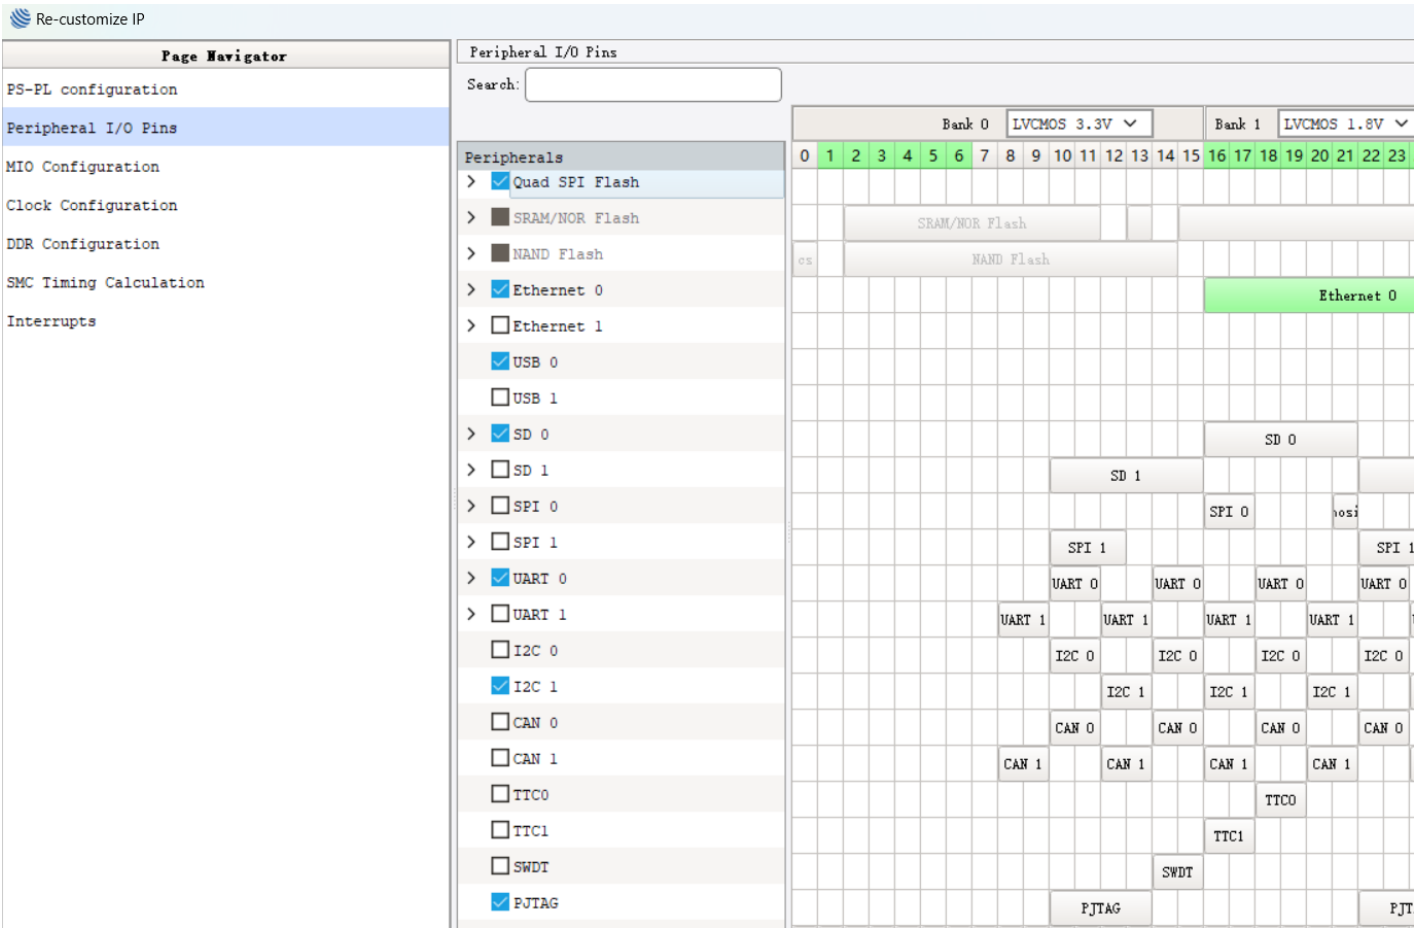 Re-customize IP
Page Navigator
PS-PL configuration
Peripheral I/O Pins
MIO Configuration
Clock Configuration
DDR Configuration
SMC Timing Calculation
Interrupts
Peripheral I/O Pins
Search:
Bank 0 LVCMOS 3.3V Bank 1 LVCMOS 1.8V
Peripherals 0 1 2 3 4 5 6 7 8 9 10 11 12 13 14 15 16 17 18 19 20 21 22 23
Quad SPI Flash
SRAM/NOR Flash SRAM/NOR Flash
NAND Flash cs NAND Flash
Ethernet 0 Ethernet 0
Ethernet 1
USB 0
USB 1
SD 0 SD 0
SD 1 SD 1
SPI 0 SPI 0
SPI 1 SPI 1 SPI 1
UART 0 UART 0 UART 0 UART 0 UART 0
UART 1 UART 1 UART 1 UART 1 UART 1
I2C 0 I2C 0 I2C 0 I2C 0 I2C 0
I2C 1 I2C 1 I2C 1 I2C 1
CAN 0 CAN 0 CAN 0 CAN 0 CAN 0
CAN 1 CAN 1 CAN 1 CAN 1 CAN 1
TTC0 TTC0
TTC1 TTC1
SWDT SWDT
PJTAG PJTAG PJT